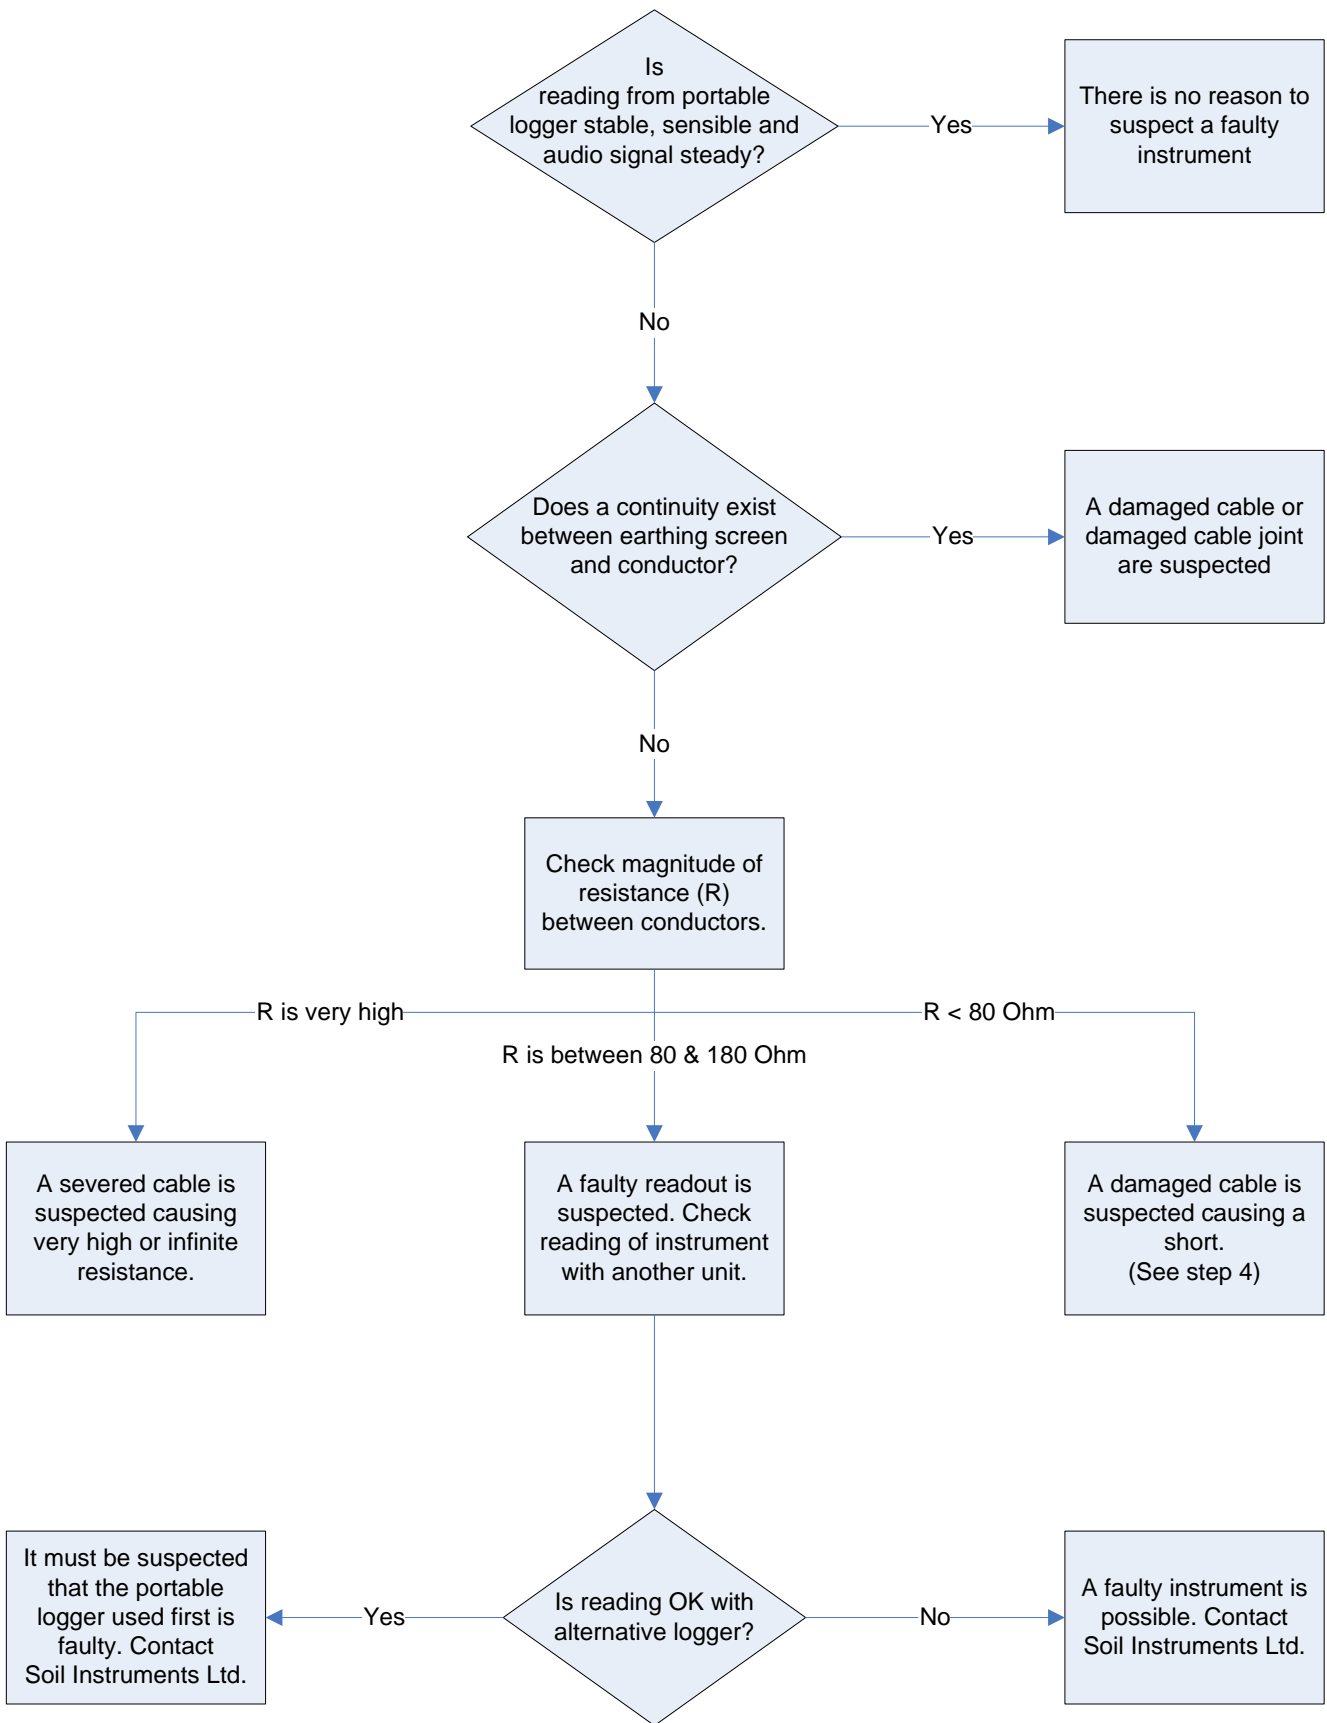 Is
reading from portable
logger stable, sensible and
audio signal steady?
Yes
There is no reason to
suspect a faulty
instrument
No
Does a continuity exist
between earthing screen
and conductor?
Yes
A damaged cable or
damaged cable joint
are suspected
No
Check magnitude of
resistance (R)
between conductors.
R is very high
R is between 80 & 180 Ohm
R < 80 Ohm
A severed cable is
suspected causing
very high or infinite
resistance.
A faulty readout is
suspected. Check
reading of instrument
with another unit.
A damaged cable is
suspected causing a
short.
(See step 4)
It must be suspected
that the portable
logger used first is
faulty. Contact
Soil Instruments Ltd.
Yes
Is reading OK with
alternative logger?
No
A faulty instrument is
possible. Contact
Soil Instruments Ltd.